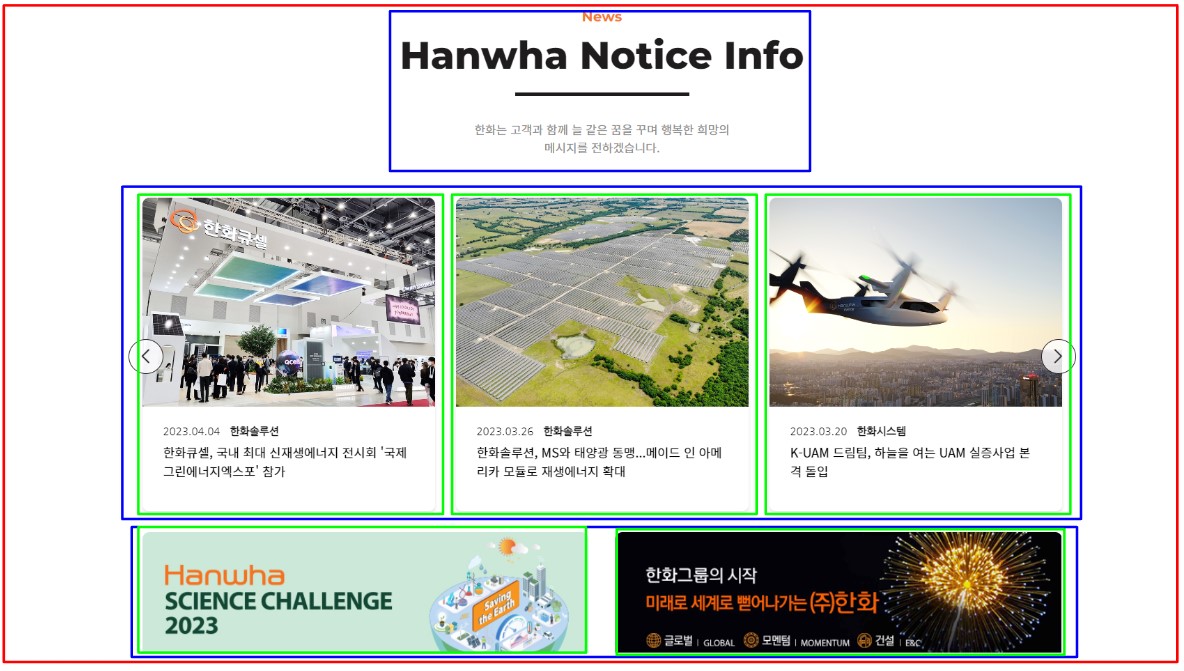 News
Hanwha Notice Info
한화는 고객과 함께 늘 같은 꿈을 꾸며 행복한 희망의
메시지를 전하겠습니다.
한화큐셀
2023.04.04 한화솔루션
한화큐셀, 국내 최대 신재생에너지 전시회 '국제
그린에너지엑스포' 참가
2023.03.26 한화솔루션
한화솔루션, MS와 태양광 동맹...메이드 인 아메
리카 모듈로 재생에너지 확대
2023.03.20 한화시스템
K-UAM 드림팀, 하늘을 여는 UAM 실증사업 본
격 돌입
Hanwha
SCIENCE CHALLENGE
2023
Saving
the Earth
한화그룹의 시작
미래로 세계로 뻗어나가는 (주)한화
글로벌 | GLOBAL 모멘텀 | MOMENTUM 건설 | E&C